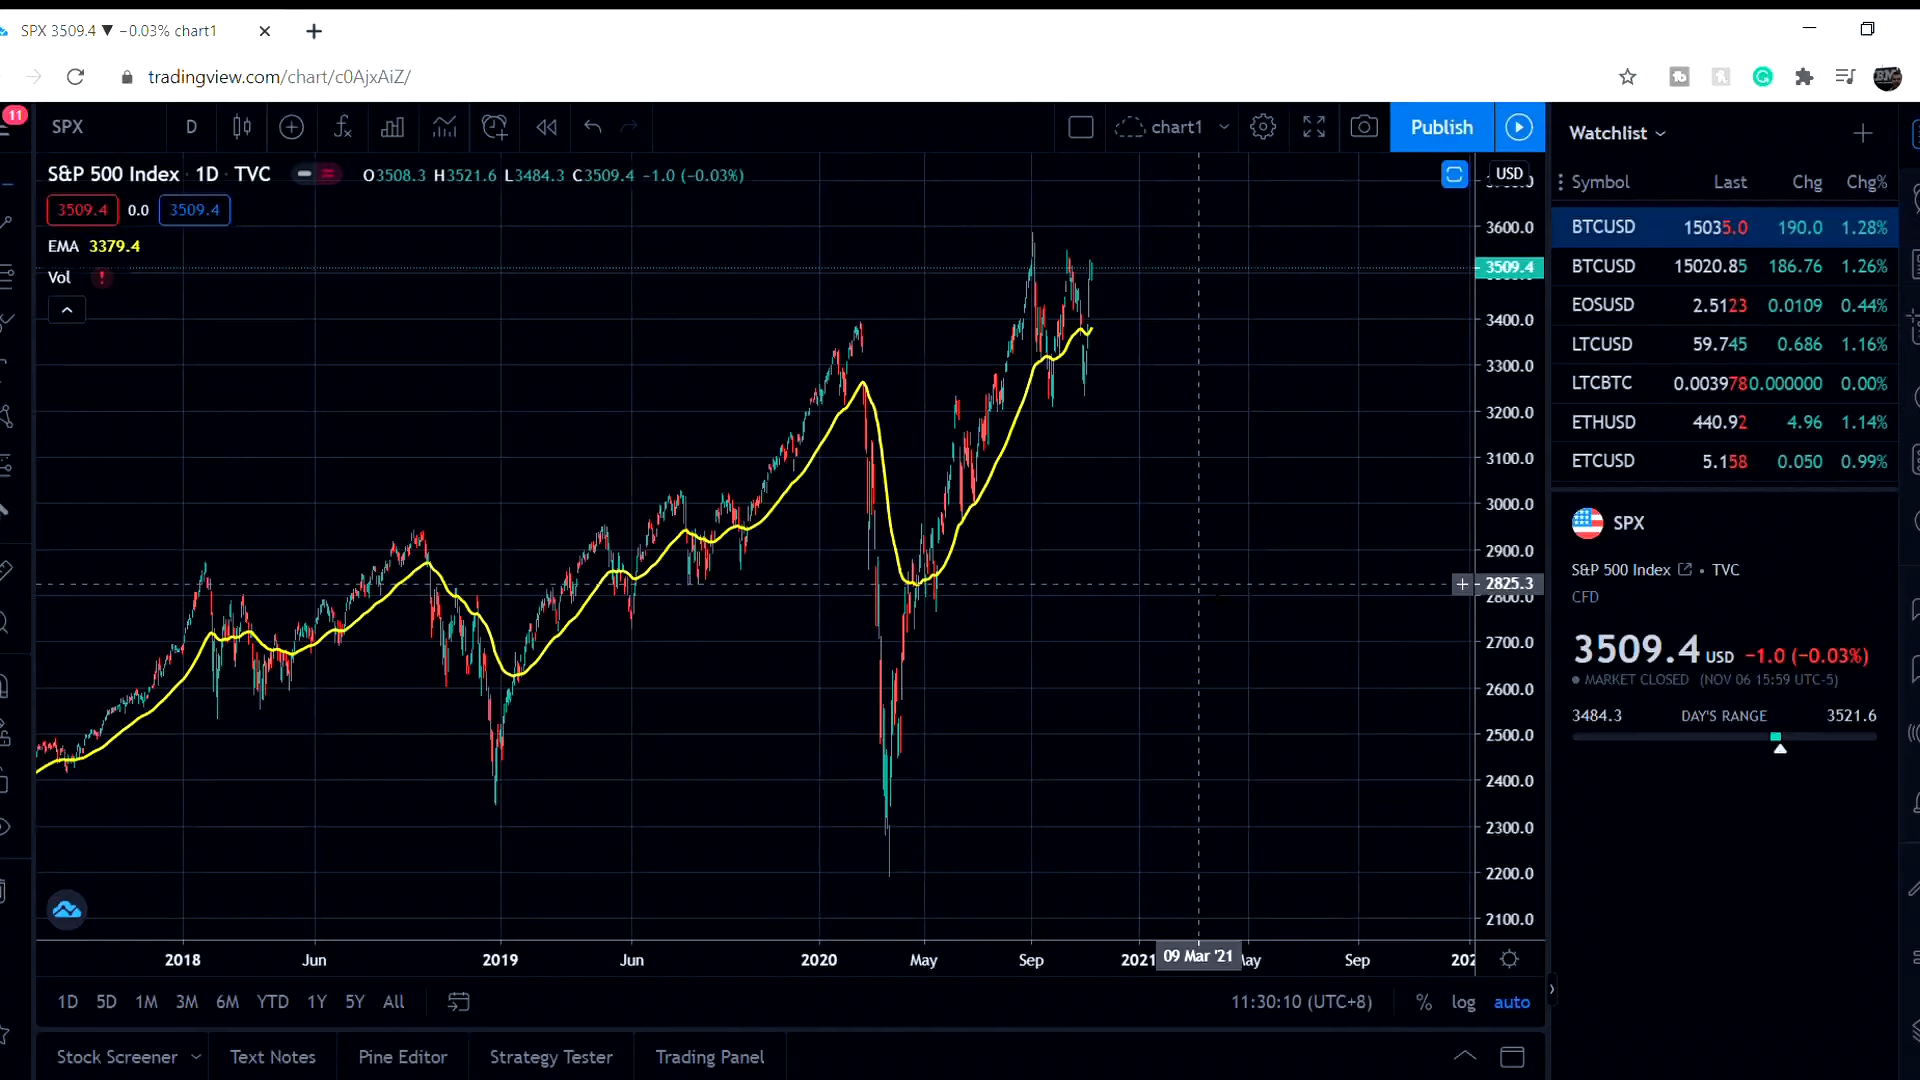 SPX 3509.4 ▼ −0.03% chart1
tradingview.com/chart/c0AjxAiZ/
11
SPX D chart1 Publish
S&P 500 Index · 1D · TVC O3508.3 H3521.6 L3484.3 C3509.4 −1.0 (−0.03%)
3509.4 0.0 3509.4
EMA 3379.4
Vol !
USD
3600.0
3509.4
3400.0
3300.0
3200.0
3100.0
3000.0
2900.0
2825.3
2800.0
2700.0
2600.0
2500.0
2400.0
2300.0
2200.0
2100.0
2018 Jun 2019 Jun 2020 May Sep 2021 09 Mar '21 Sep
1D 5D 1M 3M 6M YTD 1Y 5Y All 11:30:10 (UTC+8) % log auto
Stock Screener Text Notes Pine Editor Strategy Tester Trading Panel
Watchlist
Symbol Last Chg Chg%
BTCUSD 15035.0 190.0 1.28%
BTCUSD 15020.85 186.76 1.26%
EOSUSD 2.5123 0.0109 0.44%
LTCUSD 59.745 0.686 1.16%
LTCBTC 0.003978 0.000000 0.00%
ETHUSD 440.92 4.96 1.14%
ETCUSD 5.158 0.050 0.99%
SPX
S&P 500 Index • TVC
CFD
3509.4 USD −1.0 (−0.03%)
MARKET CLOSED (NOV 06 15:59 UTC-5)
3484.3 DAY'S RANGE 3521.6